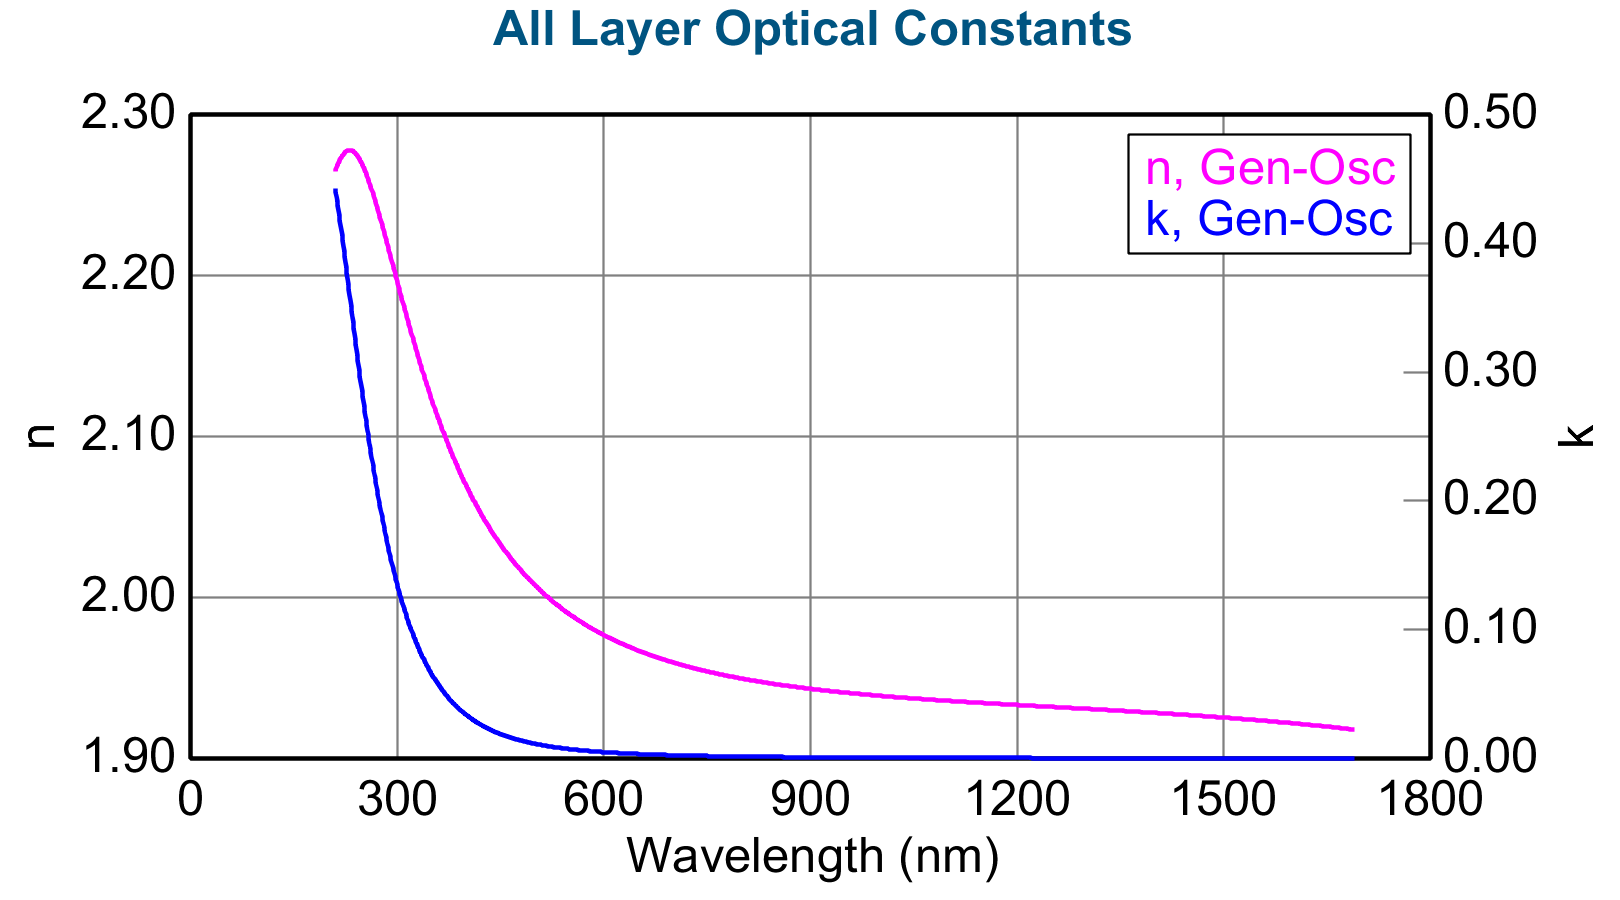 All Layer Optical Constants
2.30
2.20
2.10
2.00
1.90
n
n, Gen-Osc
k, Gen-Osc
0.50
0.40
0.30
0.20
0.10
0.00
k
0 300 600 900 1200 1500 1800
Wavelength (nm)